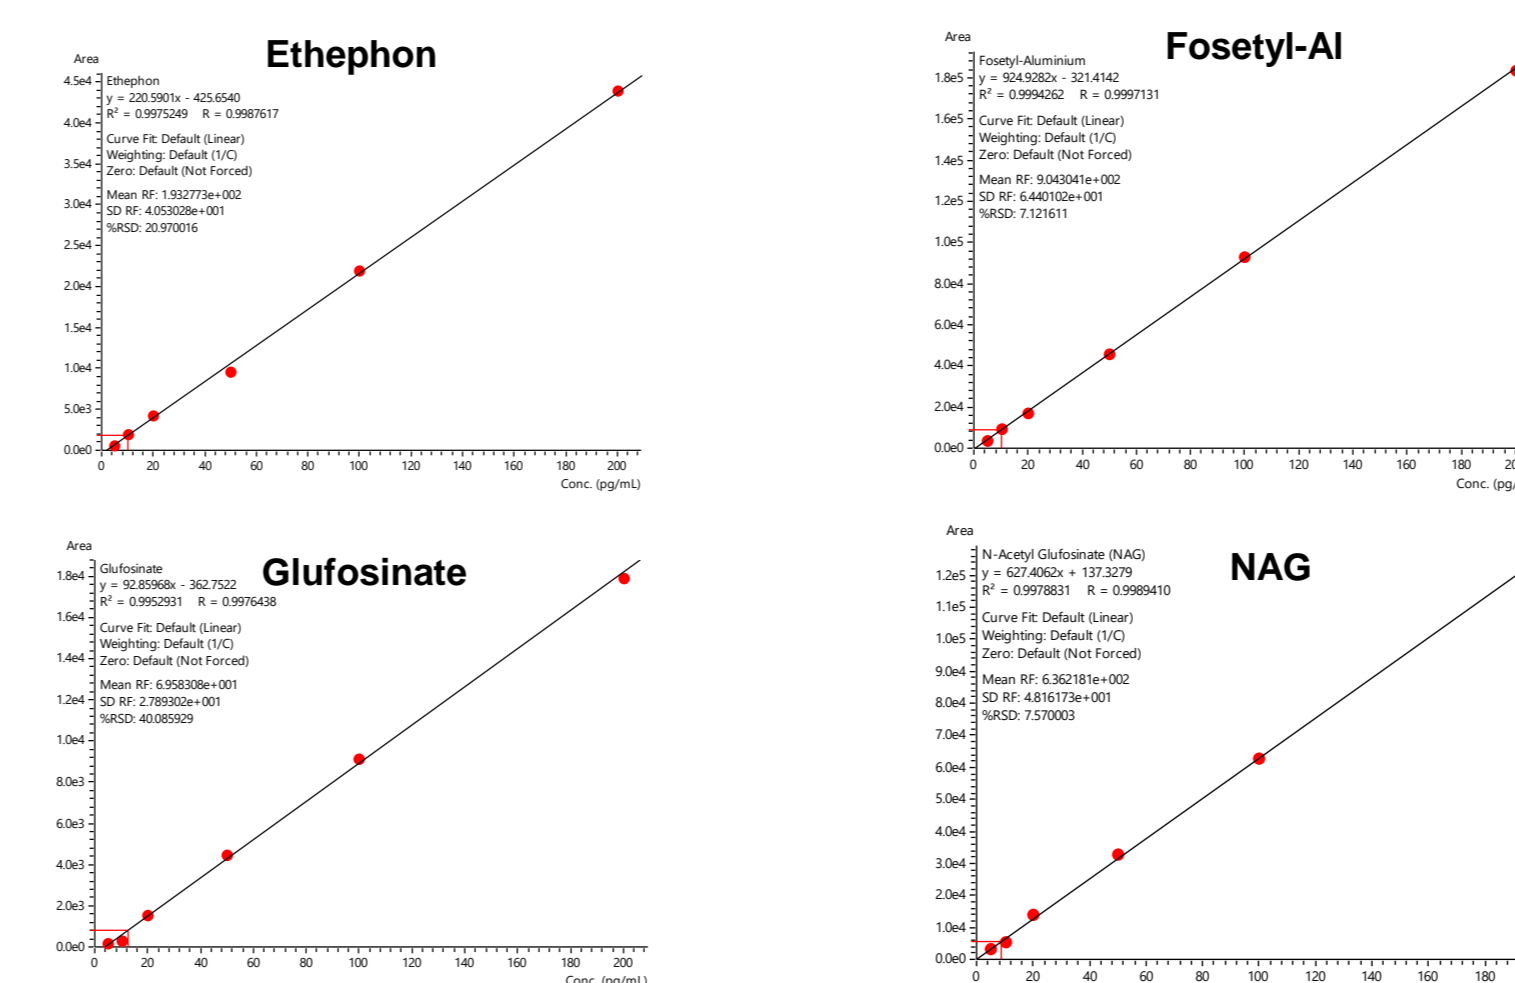 Ethephon
Area
4.5e4
4.0e4
3.5e4
3.0e4
2.5e4
2.0e4
1.5e4
1.0e4
5.0e3
0.0e0
Ethephon
y = 220.5901x - 425.6540
R² = 0.9975249 R = 0.9987617
Curve Fit: Default (Linear)
Weighting: Default (1/C)
Zero: Default (Not Forced)
Mean RF: 1.932773e+002
SD RF: 4.053028e+001
%RSD: 20.970016
0 20 40 60 80 100 120 140 160 180 200
Conc. (pg/mL)
Fosetyl-Al
Area
1.8e5
1.6e5
1.4e5
1.2e5
1.0e5
8.0e4
6.0e4
4.0e4
2.0e4
0.0e0
Fosetyl-Aluminium
y = 924.9282x - 321.4142
R² = 0.9994262 R = 0.9997131
Curve Fit: Default (Linear)
Weighting: Default (1/C)
Zero: Default (Not Forced)
Mean RF: 9.043041e+002
SD RF: 6.440102e+001
%RSD: 7.121611
0 20 40 60 80 100 120 140 160 180
Conc. (pg/
Glufosinate
Area
1.8e4
1.6e4
1.4e4
1.2e4
1.0e4
8.0e3
6.0e3
4.0e3
2.0e3
0.0e0
Glufosinate
y = 92.85968x - 362.7522
R² = 0.9952931 R = 0.9976438
Curve Fit: Default (Linear)
Weighting: Default (1/C)
Zero: Default (Not Forced)
Mean RF: 6.958308e+001
SD RF: 2.789302e+001
%RSD: 40.085929
0 20 40 60 80 100 120 140 160 180 200
Conc. (pg/mL)
NAG
Area
1.2e5
1.1e5
1.0e5
9.0e4
8.0e4
7.0e4
6.0e4
5.0e4
4.0e4
3.0e4
2.0e4
1.0e4
0.0e0
N-Acetyl Glufosinate (NAG)
y = 627.4062x + 137.3279
R² = 0.9978831 R = 0.9989410
Curve Fit: Default (Linear)
Weighting: Default (1/C)
Zero: Default (Not Forced)
Mean RF: 6.362181e+002
SD RF: 4.816173e+001
%RSD: 7.570003
0 20 40 60 80 100 120 140 160 180